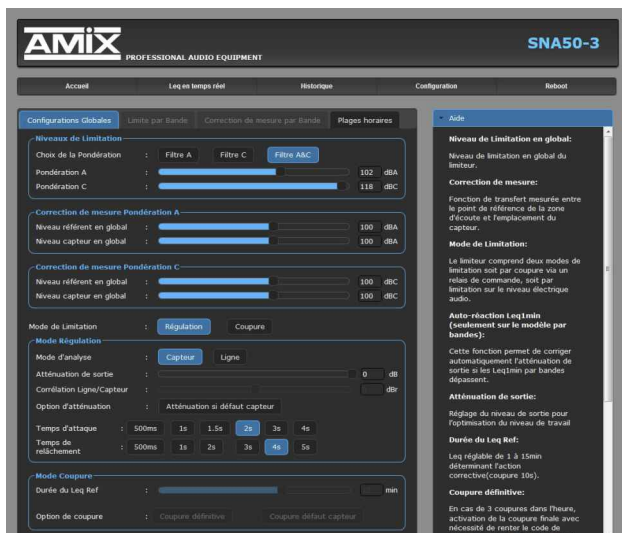 AMIX
PROFESSIONAL AUDIO EQUIPMENT
SNA50-3
Accueil Leq en temps réel Historique Configuration Reboot
Configurations Globales Limite par Bande Correction de mesure par Bande Plages horaires
Niveaux de Limitation
Choix de la Pondération : Filtre A Filtre C Filtre A&C
Pondération A : 102 dBA
Pondération C : 118 dBC
Correction de mesure Pondération A
Niveau référent en global : 100 dBA
Niveau capteur en global : 100 dBA
Correction de mesure Pondération C
Niveau référent en global : 100 dBC
Niveau capteur en global : 100 dBC
Mode de Limitation : Régulation Coupure
Mode Régulation
Mode d'analyse : Capteur Ligne
Atténuation de sortie : 0 dB
Corrélation Ligne/Capteur : dBr
Option d'atténuation : Atténuation si défaut capteur
Temps d'attaque : 500ms 1s 1.5s 2s 3s 4s
Temps de
relâchement : 500ms 1s 2s 3s 4s 5s
Mode Coupure
Durée du Leq Ref : min
Option de coupure : Coupure définitive Coupure défaut capteur
Aide
Niveau de Limitation en global:
Niveau de limitation en global du
limiteur.
Correction de mesure:
Fonction de transfert mesurée entre
le point de référence de la zone
d'écoute et l'emplacement du
capteur.
Mode de Limitation:
Le limiteur comprend deux modes de
limitation soit par coupure via un
relais de commande, soit par
limitation sur le niveau électrique
audio.
Auto-réaction Leq1min
(seulement sur le modèle par
bandes):
Cette fonction permet de corriger
automatiquement l'atténuation de
sortie si les Leq1min par bandes
dépassent.
Atténuation de sortie:
Réglage du niveau de sortie pour
l'optimisation du niveau de travail
Durée du Leq Ref:
Leq réglable de 1 à 15min
déterminant l'action
corrective(coupure 10s).
Coupure définitive:
En cas de 3 coupures dans l'heure,
activation de la coupure finale avec
nécessité de renter le code de